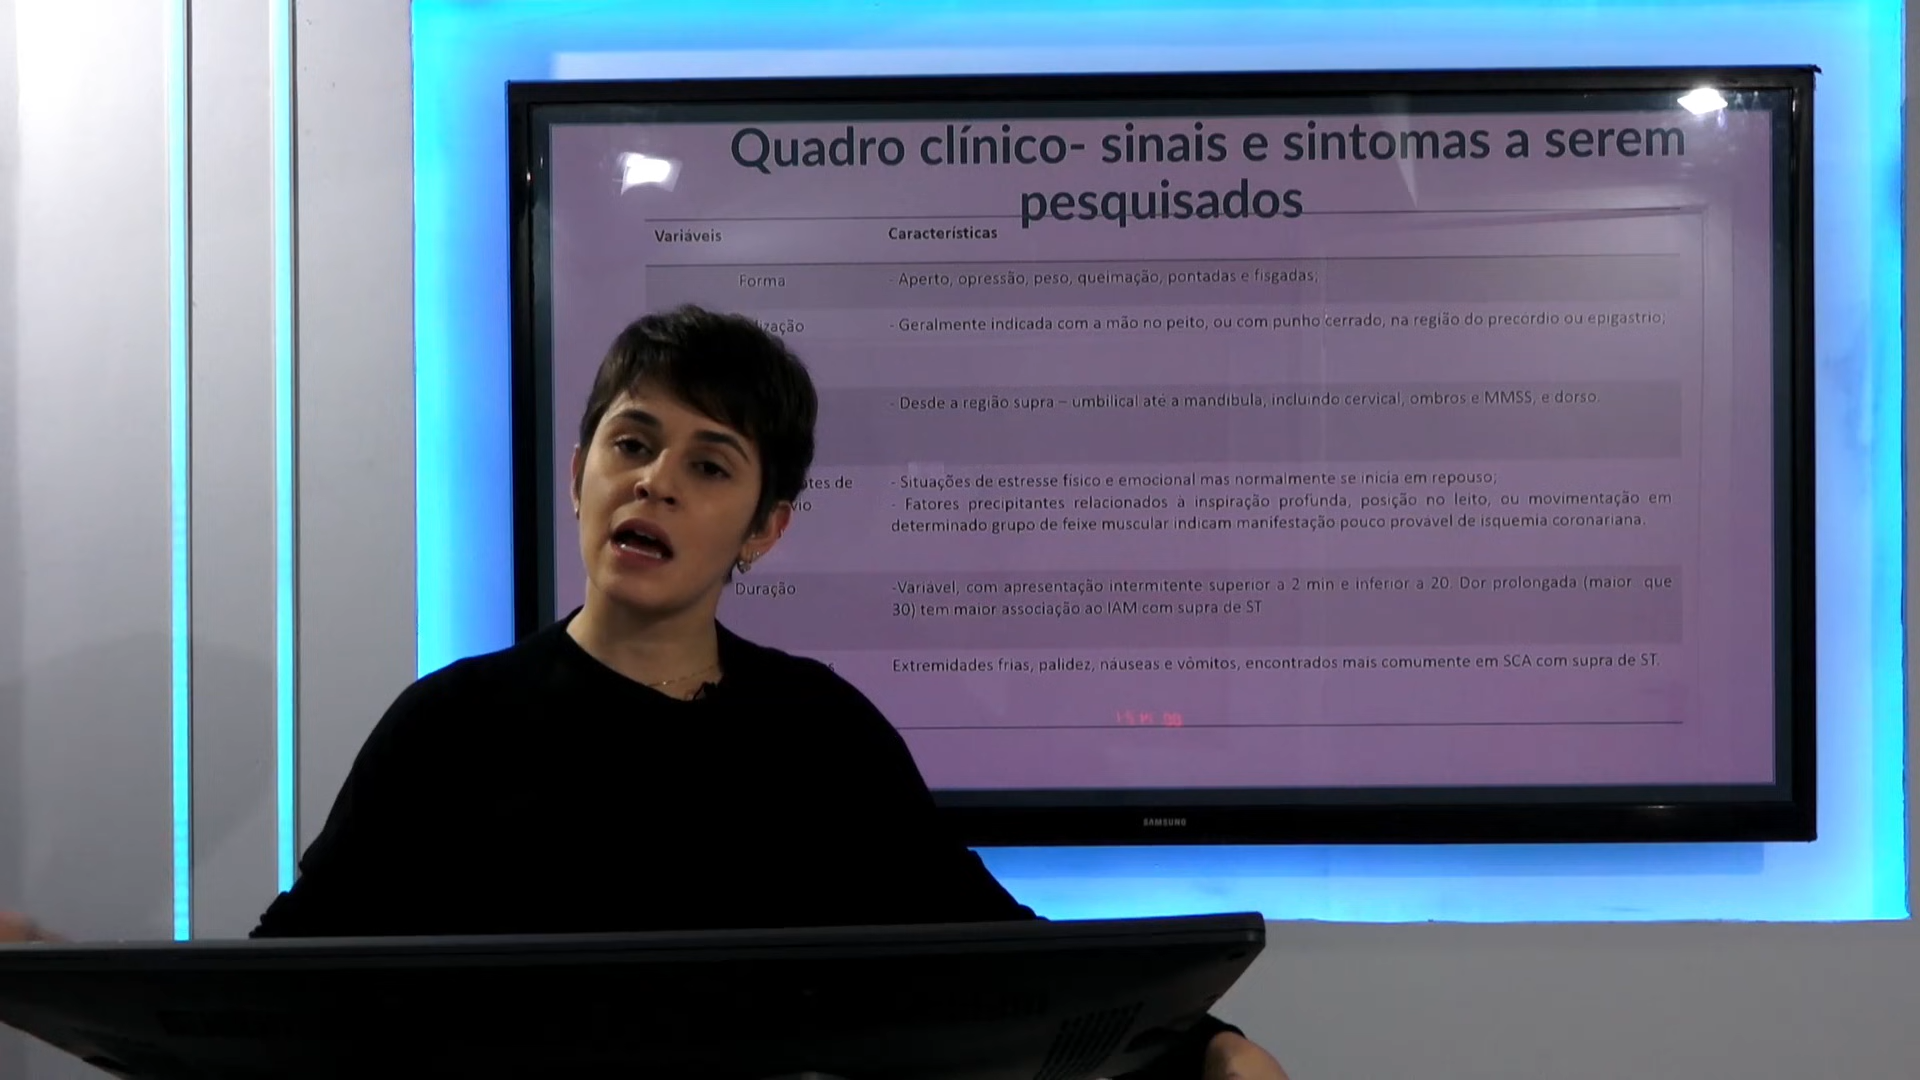 Quadro clínico- sinais e sintomas a serem
pesquisados
Variáveis Características
Forma - Aperto, opressão, peso, queimação, pontadas e fisgadas;
- Geralmente indicada com a mão no peito, ou com punho cerrado, na região do precórdio ou epigastrio;
- Desde a região supra – umbilical até a mandíbula, incluindo cervical, ombros e MMSS, e dorso.
de - Situações de estresse físico e emocional mas normalmente se inicia em repouso;
- Fatores precipitantes relacionados à inspiração profunda, posição no leito, ou movimentação em
determinado grupo de feixe muscular indicam manifestação pouco provável de isquemia coronariana.
Duração -Variável, com apresentação intermitente superior a 2 min e inferior a 20. Dor prolongada (maior que
30) tem maior associação ao IAM com supra de ST
Extremidades frias, palidez, náuseas e vômitos, encontrados mais comumente em SCA com supra de ST.
SAMSUNG